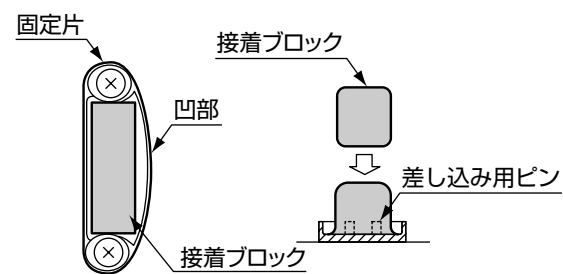 固定片
接着ブロック
凹部
差し込み用ピン
接着ブロック